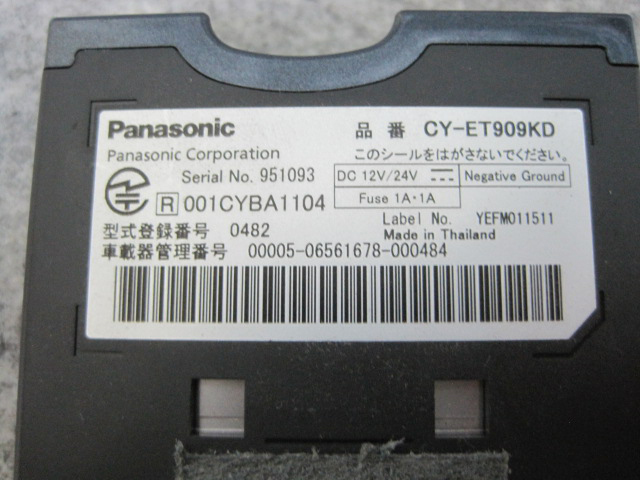 Panasonic
品番 CY-ET909KD
Panasonic Corporation
このシールをはがさないでください。
Serial No. 951093
DC 12V/24V Negative Ground
Fuse 1A・1A
R 001CYBA1104
Label No. YEFM011511
型式登録番号 0482
Made in Thailand
車載器管理番号 00005-06561678-000484